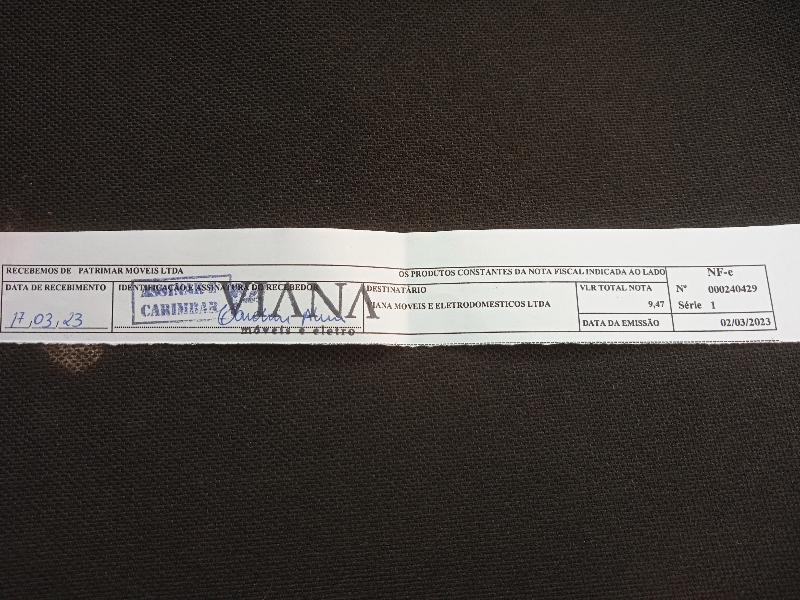 RECEBEMOS DE PATRIMAR MOVEIS LTDA OS PRODUTOS CONSTANTES DA NOTA FISCAL INDICADA AO LADO
NF-e
DATA DE RECEBIMENTO
17,03,23
IDENTIFICAÇÃO E ASSINATURA DO RECEBEDOR
ASSINAR E
CARIMBAR
VIANA
móveis e eletro
DESTINATÁRIO
VIANA MOVEIS E ELETRODOMESTICOS LTDA
VLR TOTAL NOTA
9,47
DATA DA EMISSÃO
02/03/2023
Nº 000240429
Série 1